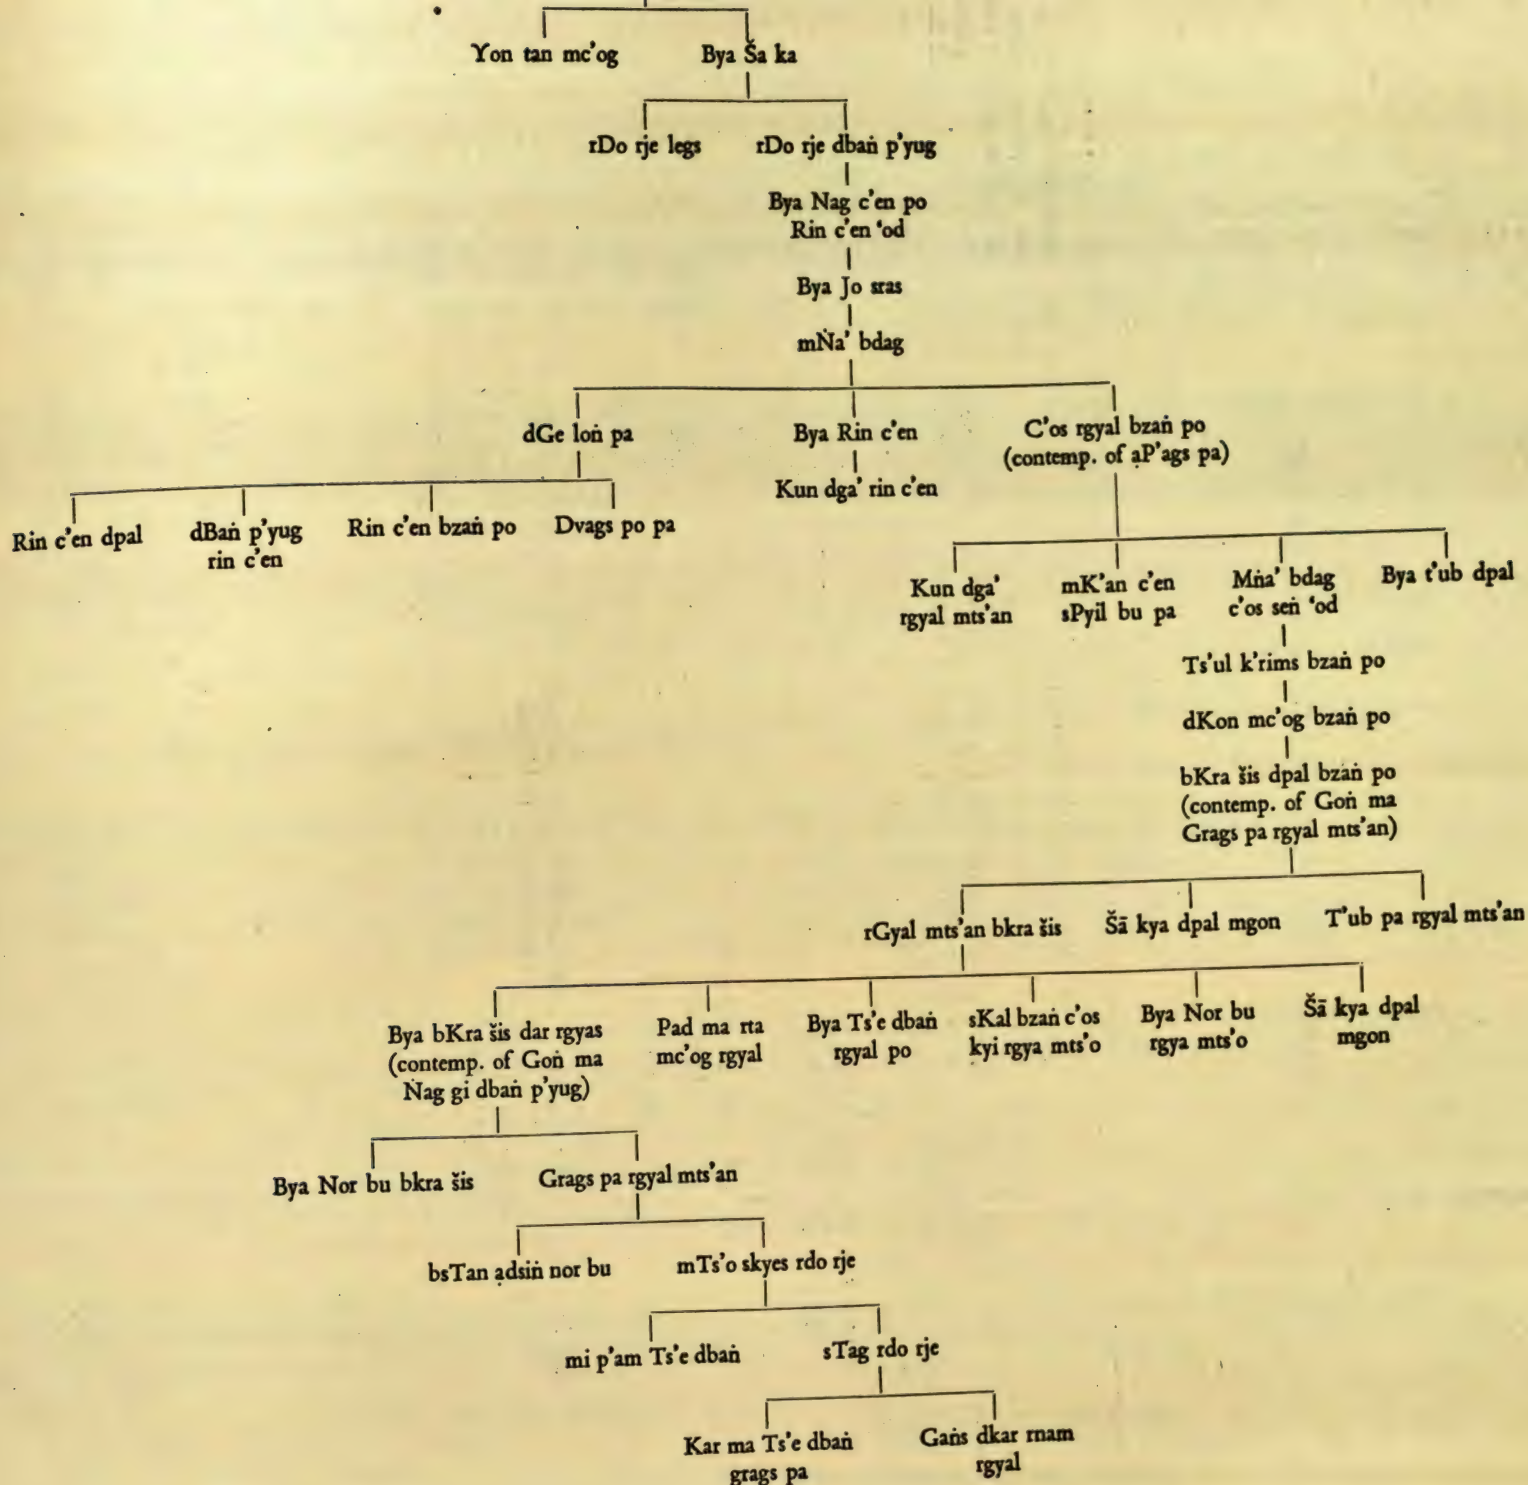 Yon tan mc'og
Bya Ša ka
rDo rje legs
rDo rje dbaṅ p'yug
Bya Nag c'en po
Rin c'en 'od
Bya Jo sras
mṄa' bdag
dGe loṅ pa
Bya Rin c'en
C'os rgyal bzaṅ po
(contemp. of ạP'ags pa)
Kun dga' rin c'en
Rin c'en dpal
dBaṅ p'yug
rin c'en
Rin c'en bzaṅ po
Dvags po pa
Kun dga'
rgyal mts'an
mK'an c'en
sPyil bu pa
Mṅa' bdag
c'os seṅ 'od
Bya t'ub dpal
Ts'ul k'rims bzaṅ po
dKon mc'og bzaṅ po
bKra šis dpal bzaṅ po
(contemp. of Goṅ ma
Grags pa rgyal mts'an)
rGyal mts'an bkra šis
Šā kya dpal mgon
T'ub pa rgyal mts'an
Bya bKra šis dar rgyas
(contemp. of Goṅ ma
Ṅag gi dbaṅ p'yug)
Pad ma rta
mc'og rgyal
Bya Ts'e dbaṅ
rgyal po
sKal bzaṅ c'os
kyi rgya mts'o
Bya Nor bu
rgya mts'o
Šā kya dpal
mgon
Bya Nor bu bkra šis
Grags pa rgyal mts'an
bsTan ạdsiṅ nor bu
mTs'o skyes rdo rje
mi p'am Ts'e dbaṅ
sTag rdo rje
Kar ma Ts'e dbaṅ
grags pa
Gaṅs dkar rnam
rgyal